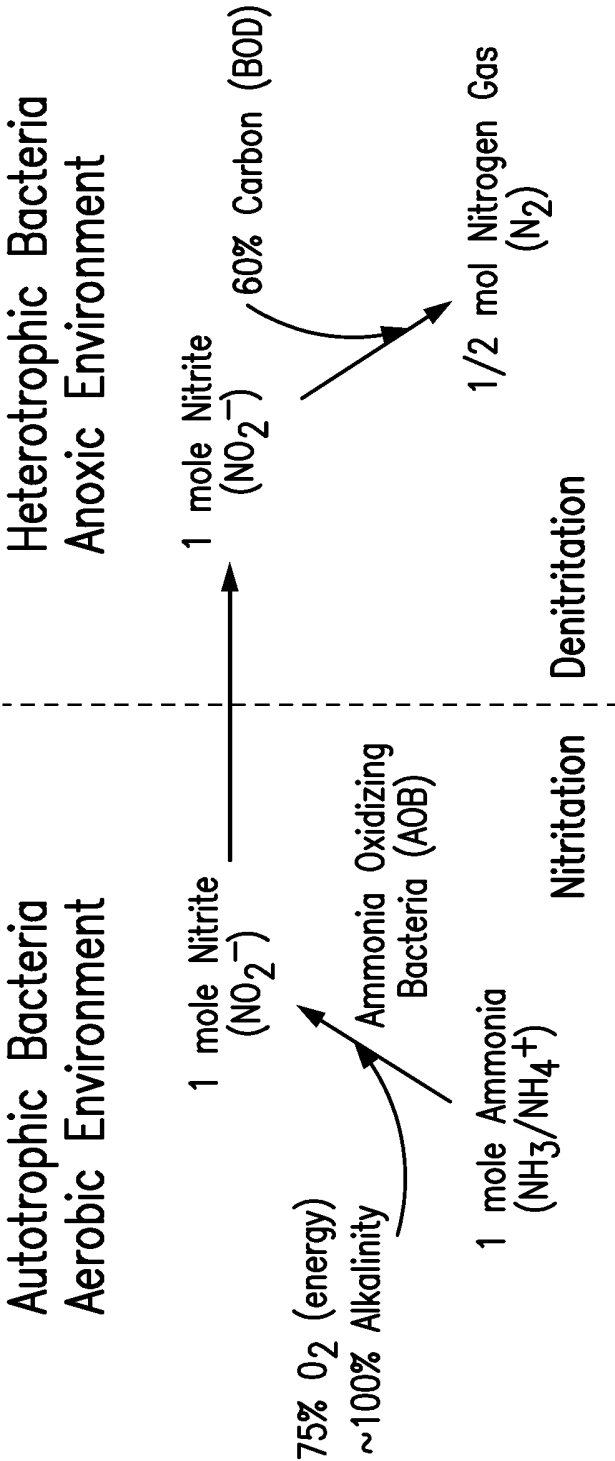 Autotrophic Bacteria
Aerobic Environment
1 mole Nitrite
(NO₂⁻)
75% O₂ (energy)
~100% Alkalinity
Ammonia Oxidizing
Bacteria (AOB)
1 mole Ammonia
(NH₃/NH₄⁺)
Nitritation
Heterotrophic Bacteria
Anoxic Environment
1 mole Nitrite
(NO₂⁻)
60% Carbon (BOD)
1/2 mol Nitrogen Gas
(N₂)
Denitritation